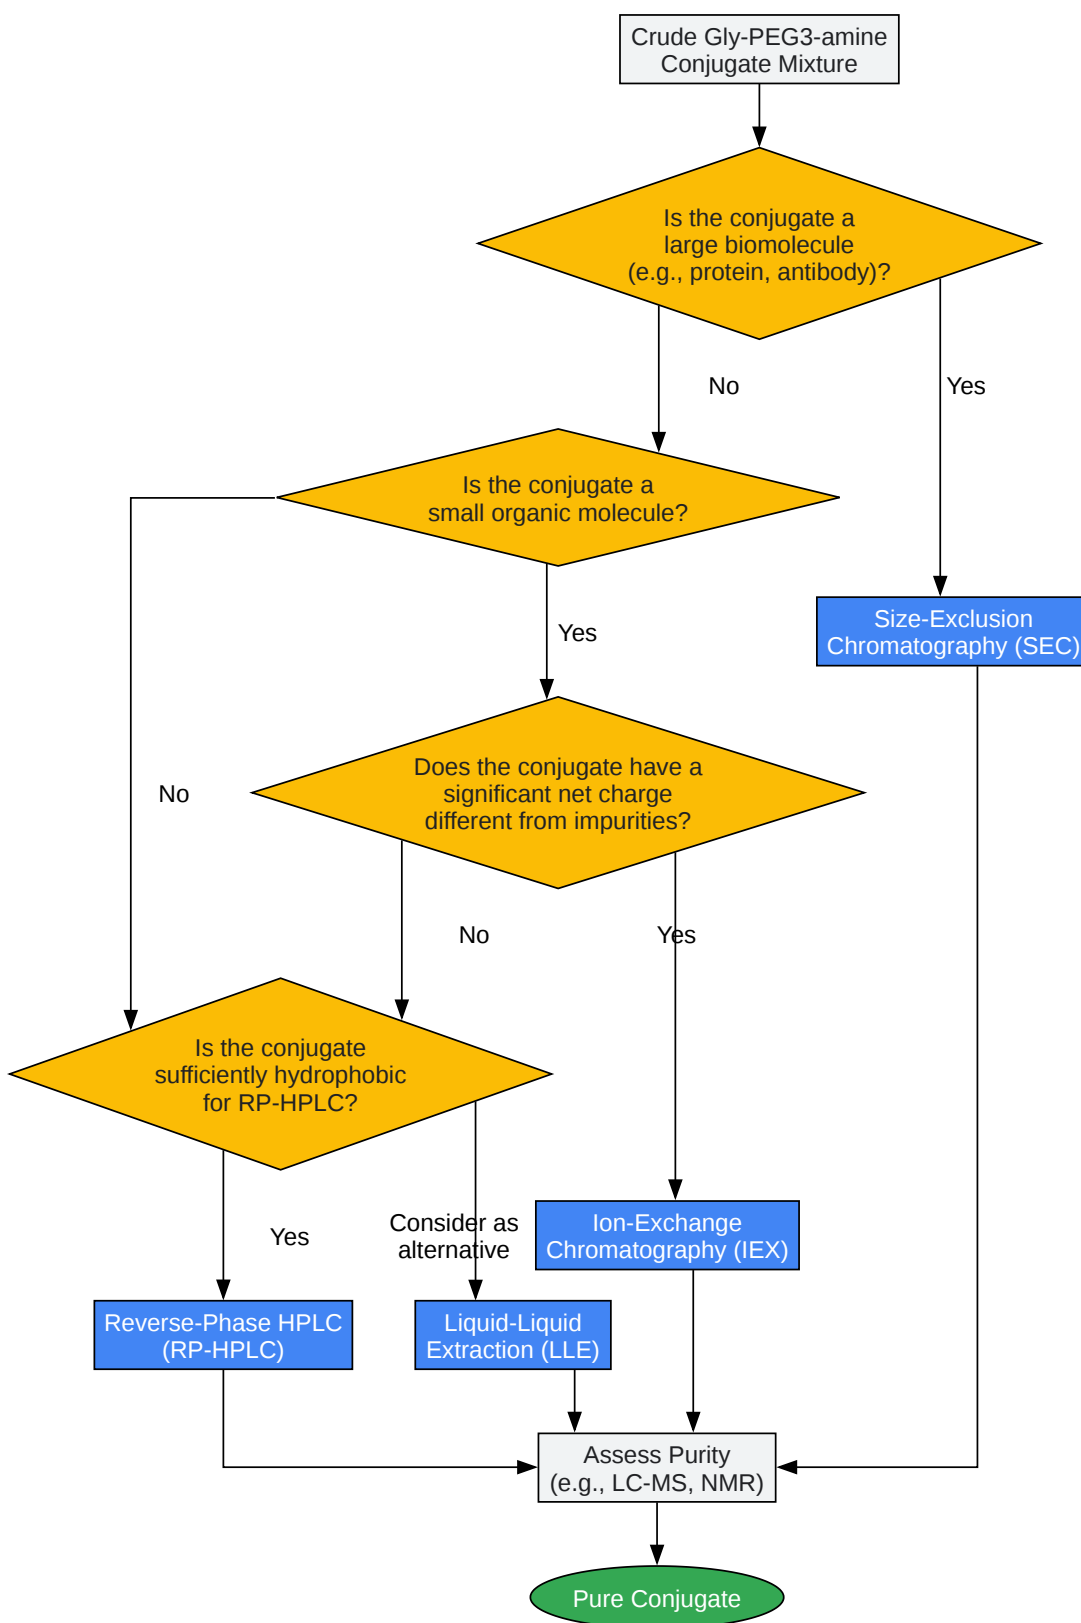 Crude Gly-PEG3-amine
Conjugate Mixture
Is the conjugate a
large biomolecule
(e.g., protein, antibody)?
No
Yes
Is the conjugate a
small organic molecule?
Size-Exclusion
Chromatography (SEC)
Yes
No
Does the conjugate have a
significant net charge
different from impurities?
No
Yes
Is the conjugate
sufficiently hydrophobic
for RP-HPLC?
Yes
Consider as
alternative
Ion-Exchange
Chromatography (IEX)
Reverse-Phase HPLC
(RP-HPLC)
Liquid-Liquid
Extraction (LLE)
Assess Purity
(e.g., LC-MS, NMR)
Pure Conjugate